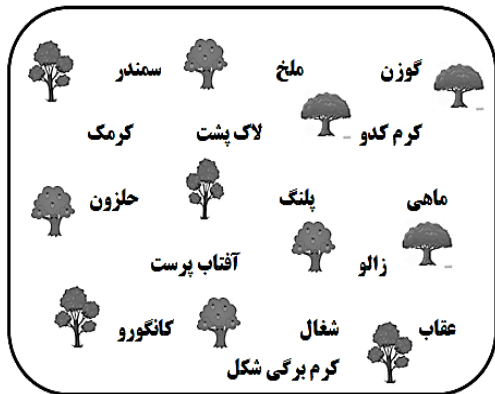 گوزن ملخ سمندر
کرم کدو لاک پشت کرمک
ماهی پلنگ حلزون
زالو آفتاب پرست
عقاب شغال کانگورو
کرم برگی شکل